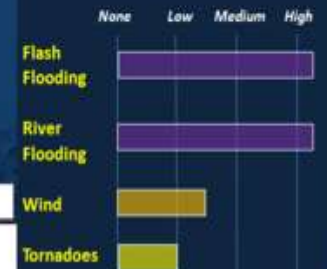 None Low Medium High
Flash
Flooding
River
Flooding
Wind
Tornadoes